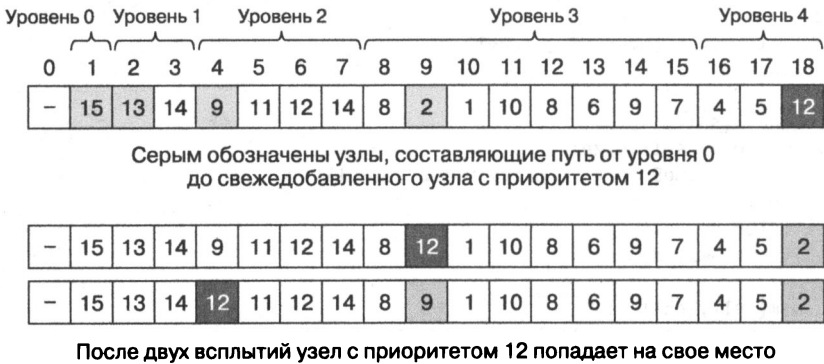 Уровень 0 Уровень 1 Уровень 2 Уровень 3 Уровень 4
0 1 2 3 4 5 6 7 8 9 10 11 12 13 14 15 16 17 18
– 15 13 14 9 11 12 14 8 2 1 10 8 6 9 7 4 5 12
Серым обозначены узлы, составляющие путь от уровня 0
до свежедобавленного узла с приоритетом 12
– 15 13 14 9 11 12 14 8 12 1 10 8 6 9 7 4 5 2
– 15 13 14 12 11 12 14 8 9 1 10 8 6 9 7 4 5 2
После двух всплытий узел с приоритетом 12 попадает на свое место